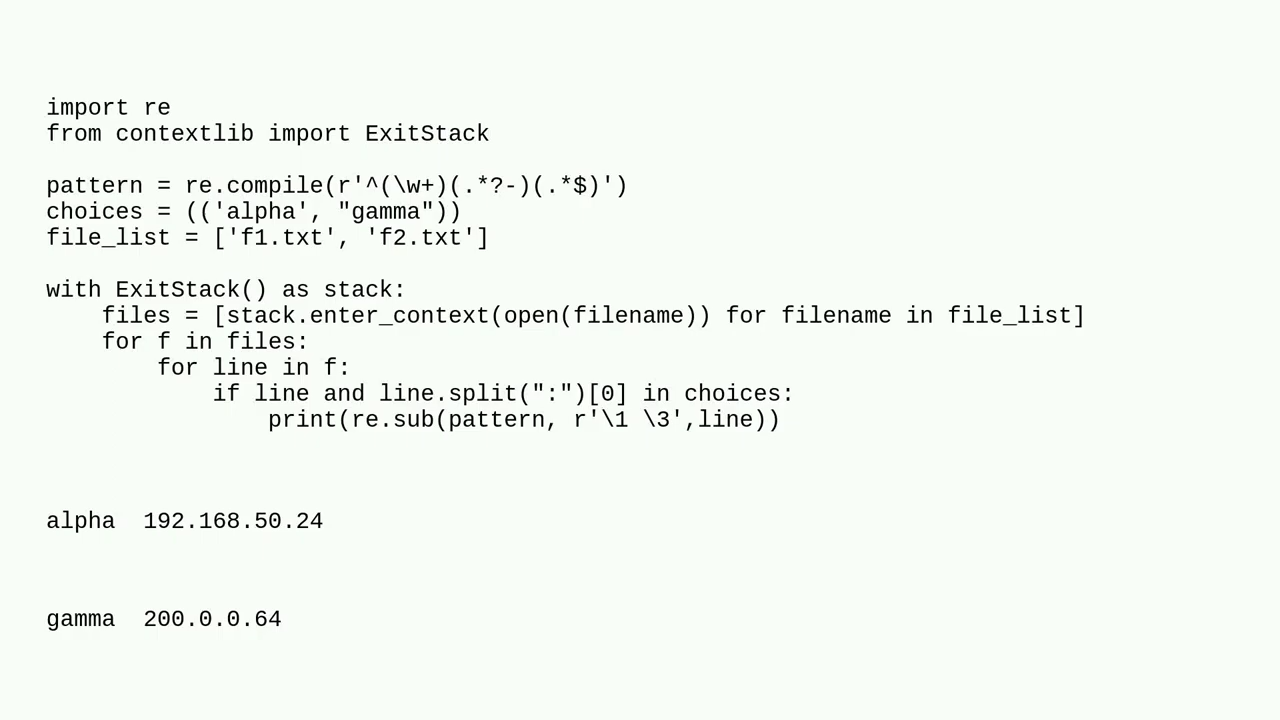 import re
from contextlib import ExitStack
pattern = re.compile(r'^(\w+)(.*?-)(.*$)')
choices = (('alpha', "gamma"))
file_list = ['f1.txt', 'f2.txt']
with ExitStack() as stack:
    files = [stack.enter_context(open(filename)) for filename in file_list]
    for f in files:
        for line in f:
            if line and line.split(":")[0] in choices:
                print(re.sub(pattern, r'\1 \3',line))
alpha  192.168.50.24
gamma  200.0.0.64